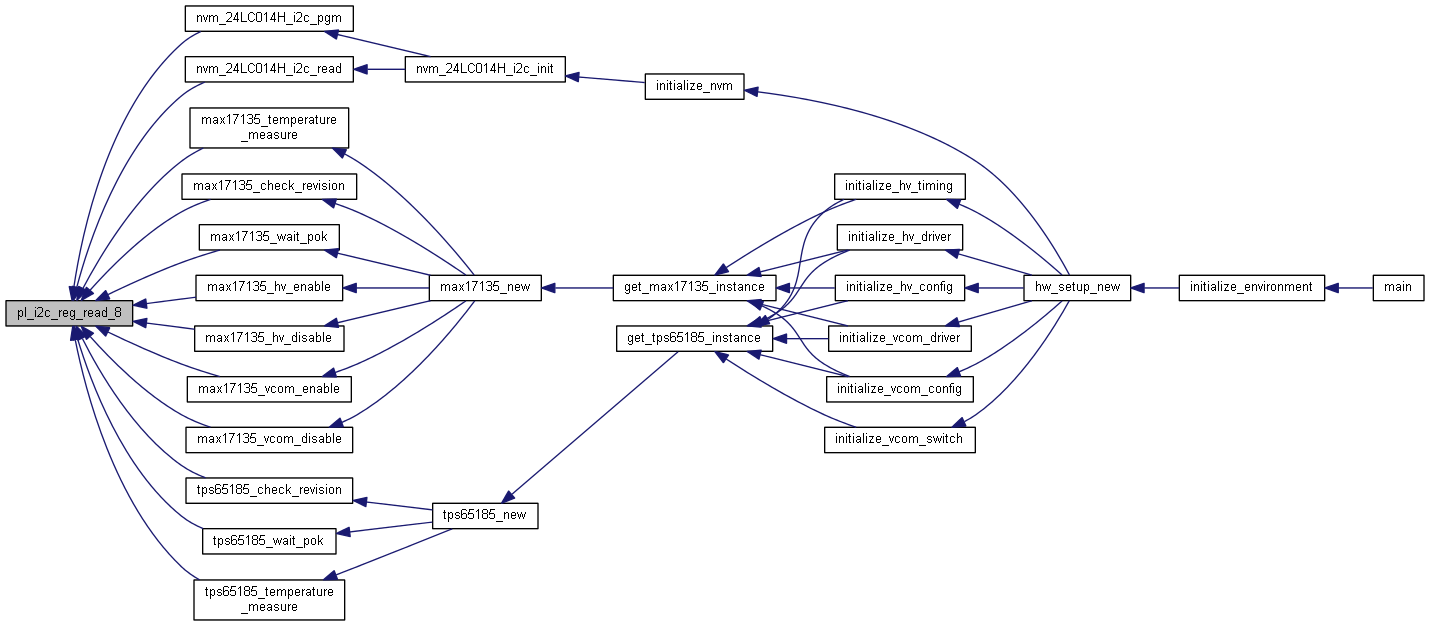 nvm_24LC014H_i2c_pgm
nvm_24LC014H_i2c_read
nvm_24LC014H_i2c_init
initialize_nvm
max17135_temperature
_measure
max17135_check_revision
initialize_hv_timing
max17135_wait_pok
initialize_hv_driver
max17135_hv_enable
max17135_new
get_max17135_instance
initialize_hv_config
hw_setup_new
initialize_environment
main
pl_i2c_reg_read_8
max17135_hv_disable
get_tps65185_instance
initialize_vcom_driver
max17135_vcom_enable
initialize_vcom_config
max17135_vcom_disable
initialize_vcom_switch
tps65185_check_revision
tps65185_new
tps65185_wait_pok
tps65185_temperature
_measure